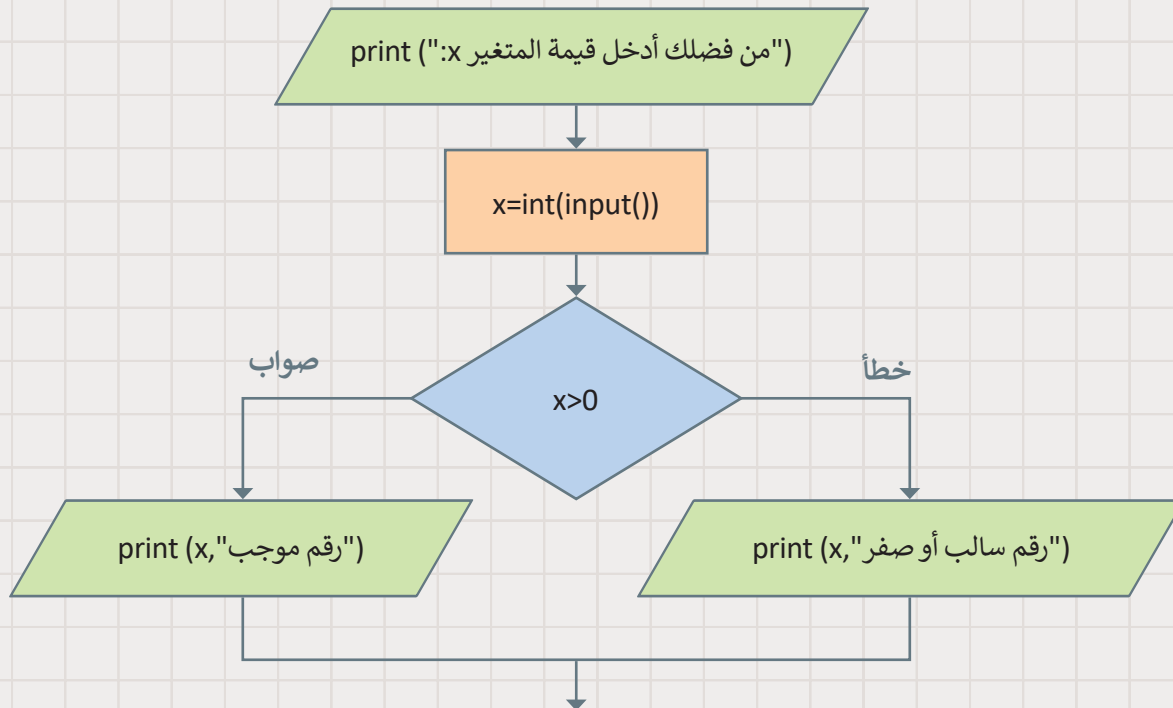 print ("من فضلك أدخل قيمة المتغير x:")
x=int(input())
x>0
صواب
خطأ
print (x,"رقم موجب")
print (x,"رقم سالب أو صفر")